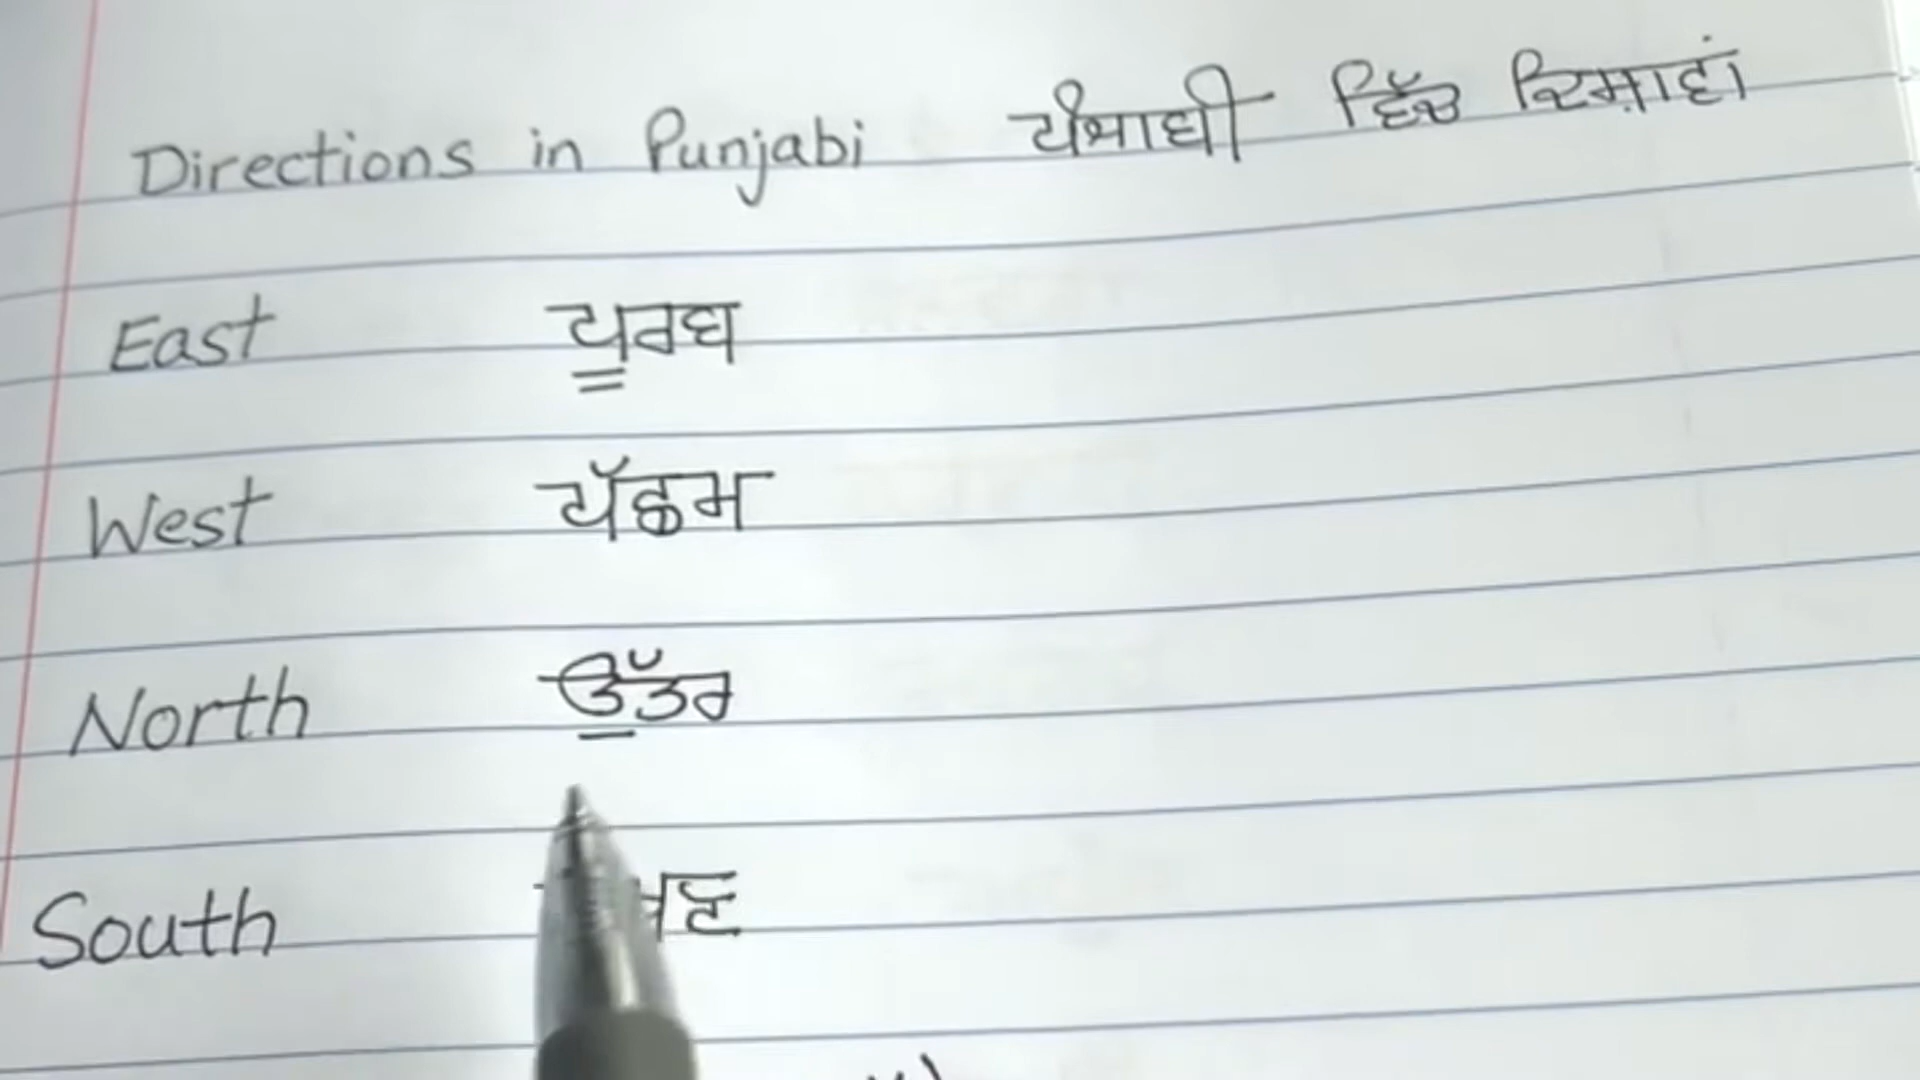 Directions in Punjabi ਪੰਜਾਬੀ ਵਿੱਚ ਦਿਸ਼ਾਵਾਂ
East ਪੂਰਬ
West ਪੱਛਮ
North ਉੱਤਰ
South